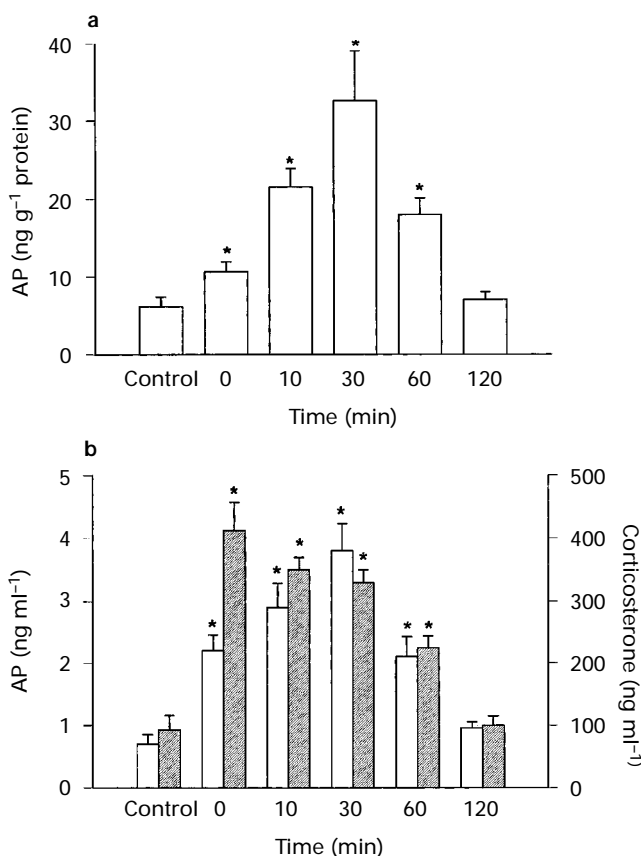 a
40
30
20
10
0
AP (ng g⁻¹ protein)
* * * *
Control 0 10 30 60 120
Time (min)
b
5 500
4 400
3 300
2 200
1 100
0 0
AP (ng ml⁻¹)
Corticosterone (ng ml⁻¹)
* * * * * * * *
Control 0 10 30 60 120
Time (min)